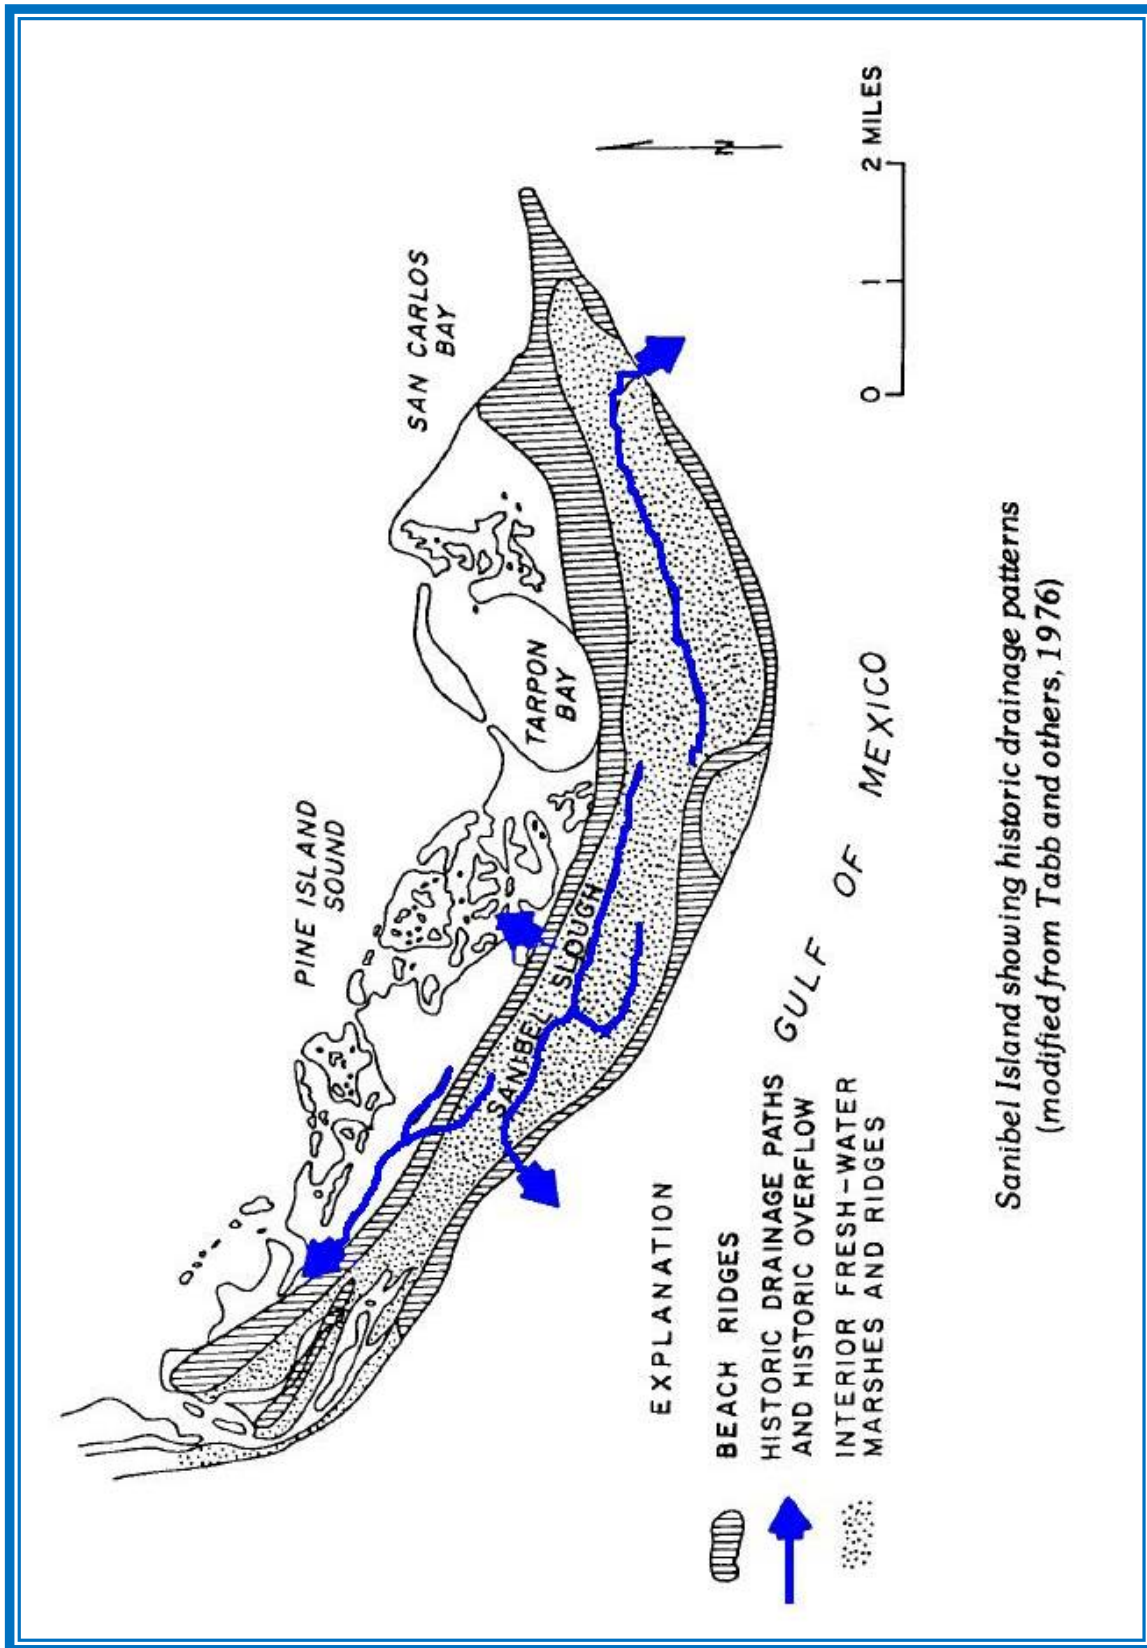 SAN CARLOS
BAY
PINE ISLAND
SOUND
TARPON
BAY
SANIBEL SLOUGH
GULF OF MEXICO
N
0 1 2 MILES
EXPLANATION
BEACH RIDGES
HISTORIC DRAINAGE PATHS
AND HISTORIC OVERFLOW
INTERIOR FRESH-WATER
MARSHES AND RIDGES
Sanibel Island showing historic drainage patterns
(modified from Tabb and others, 1976)